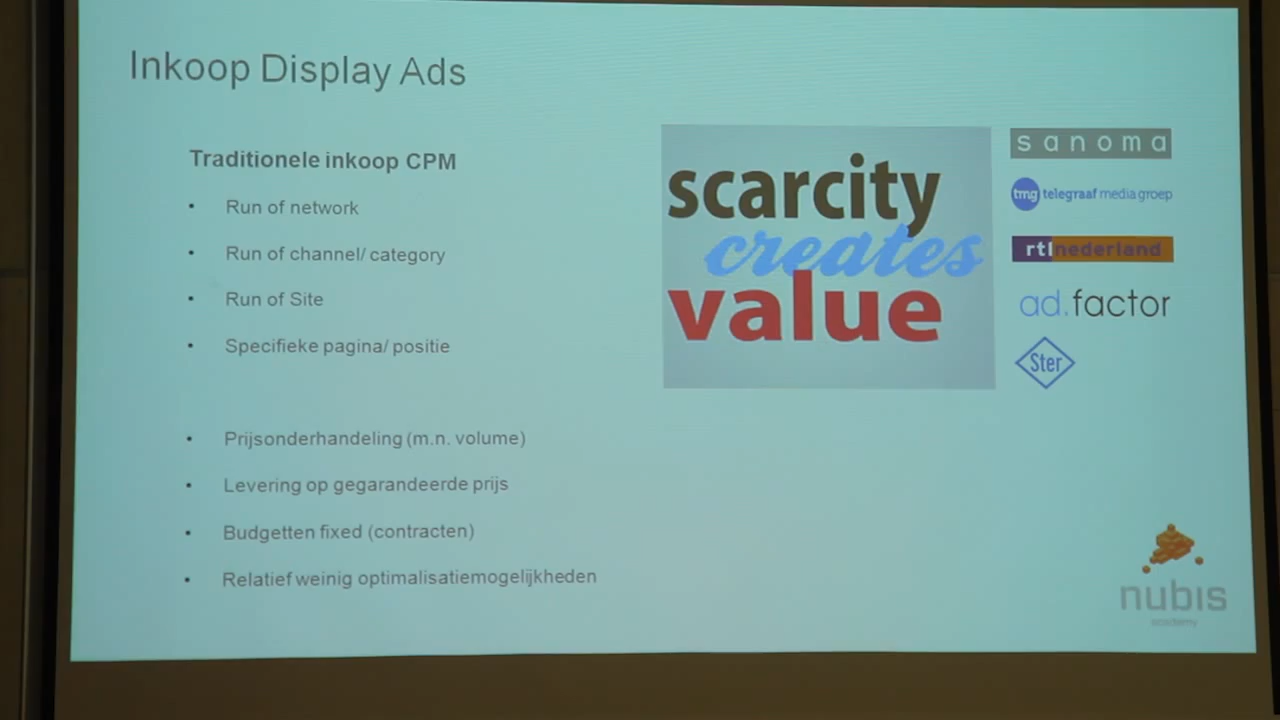 Inkoop Display Ads
Traditionele inkoop CPM
• Run of network
• Run of channel/ category
• Run of Site
• Specifieke pagina/ positie
• Prijsonderhandeling (m.n. volume)
• Levering op gegarandeerde prijs
• Budgetten fixed (contracten)
• Relatief weinig optimalisatiemogelijkheden
scarcity
creates
value
sanoma
tmg telegraaf media groep
rtl nederland
ad.factor
Ster
nubis
academy